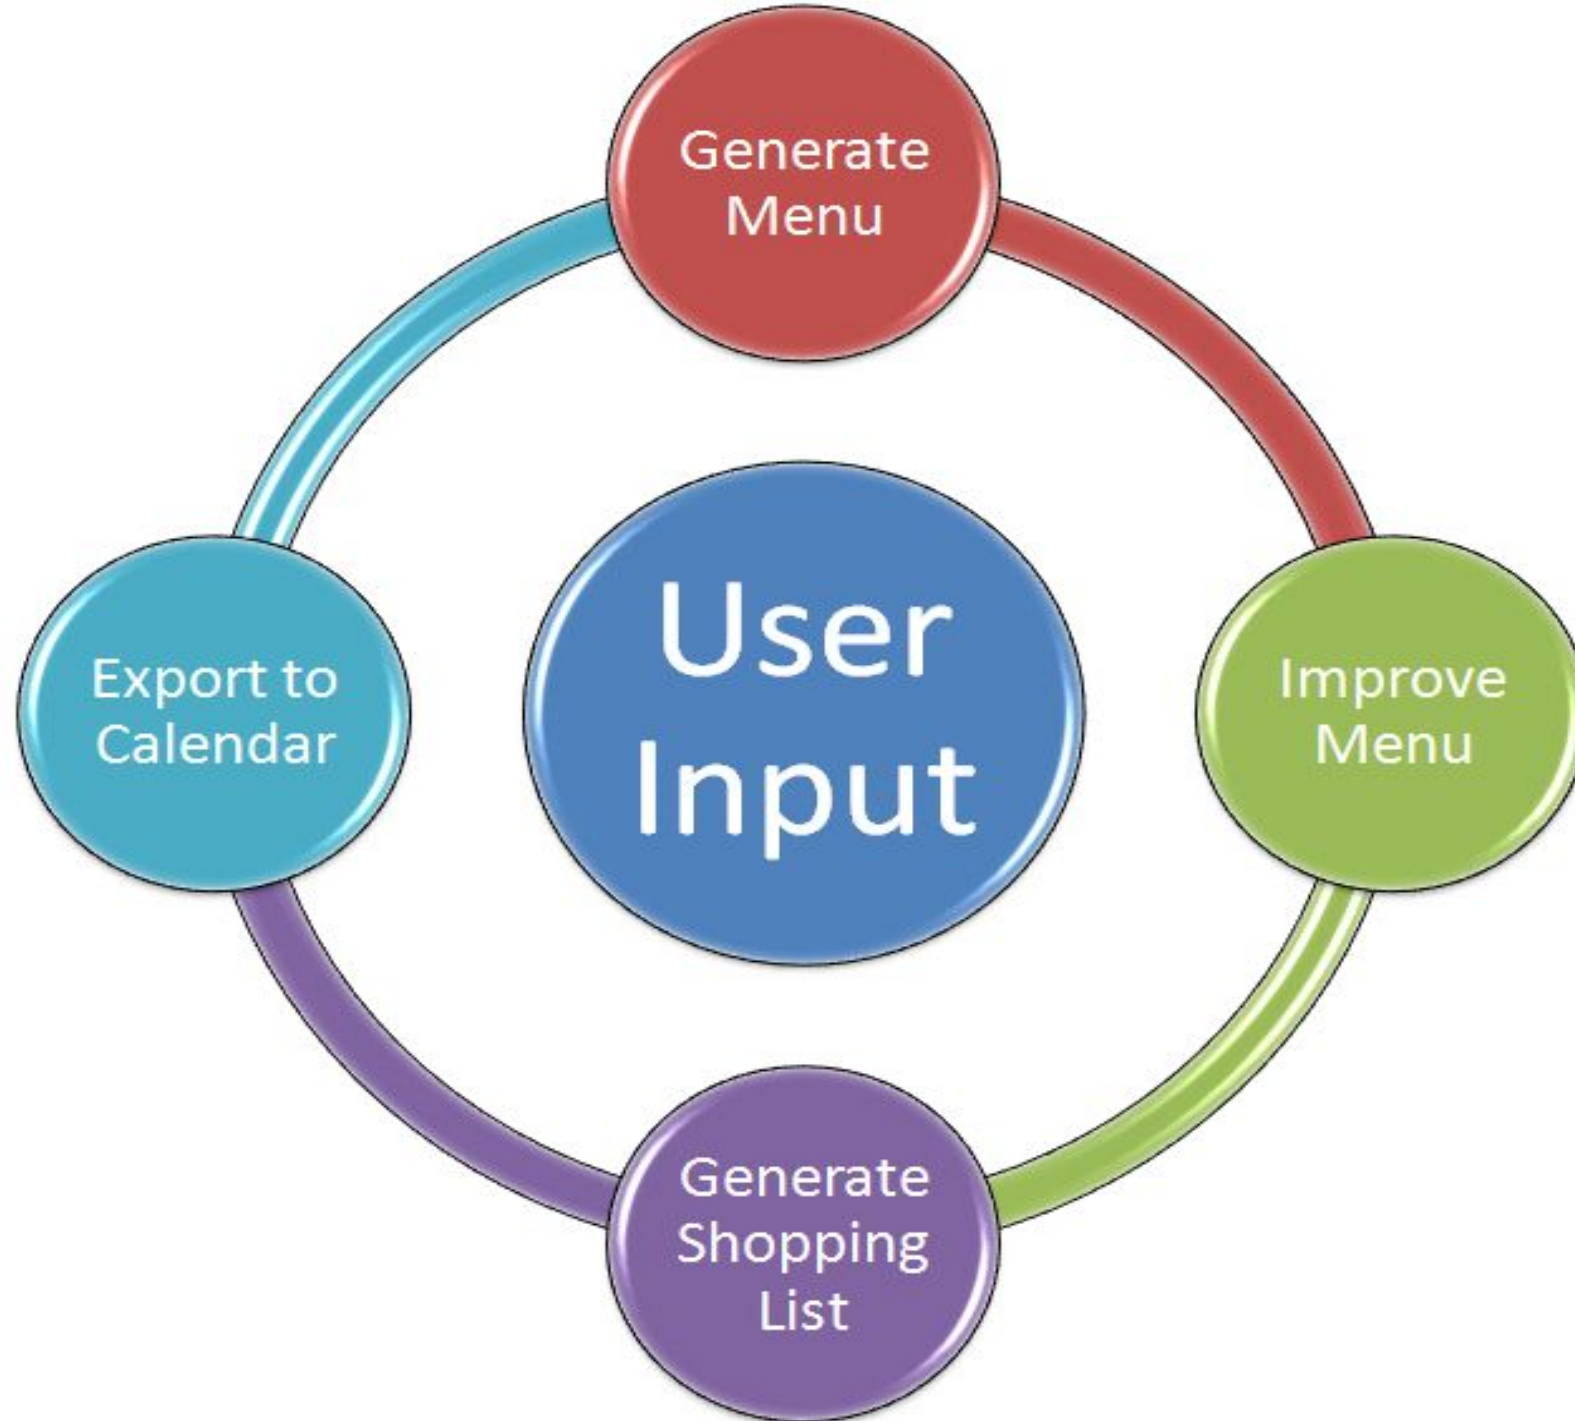 Generate
Menu
Export to
Calendar
User
Input
Improve
Menu
Generate
Shopping
List